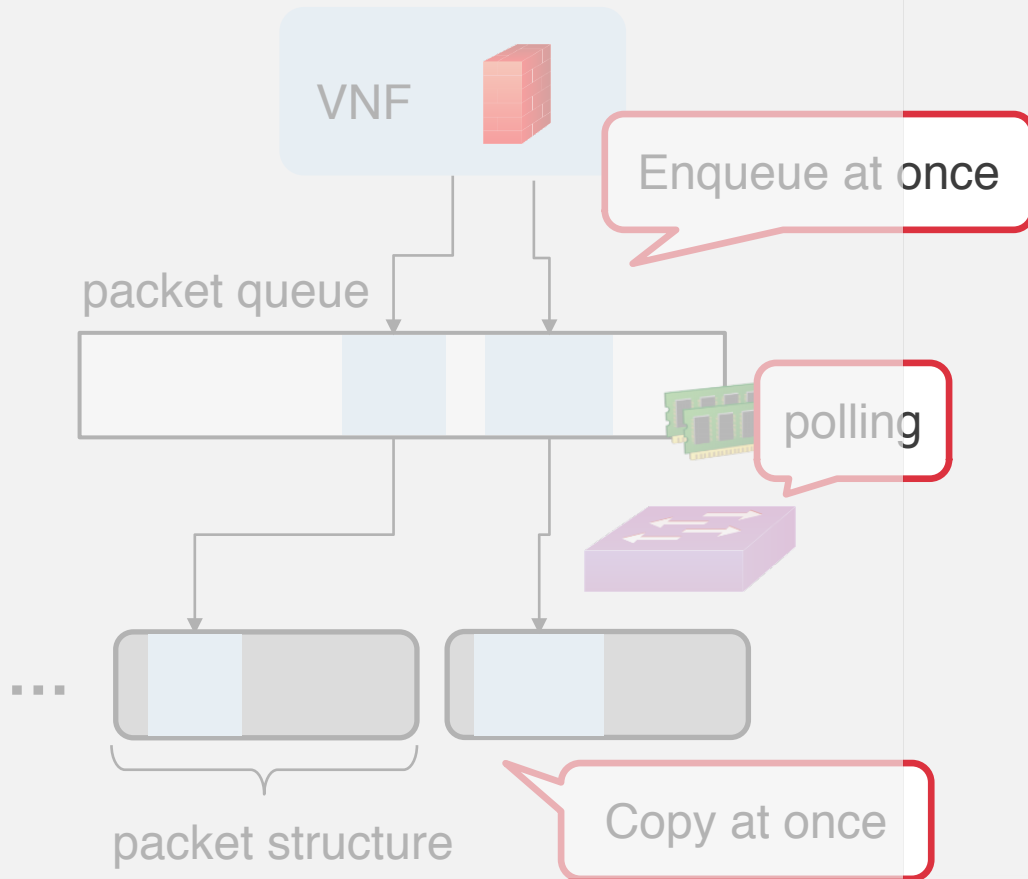 VNF
Enqueue at once
packet queue
polling
...
Copy at once
packet structure